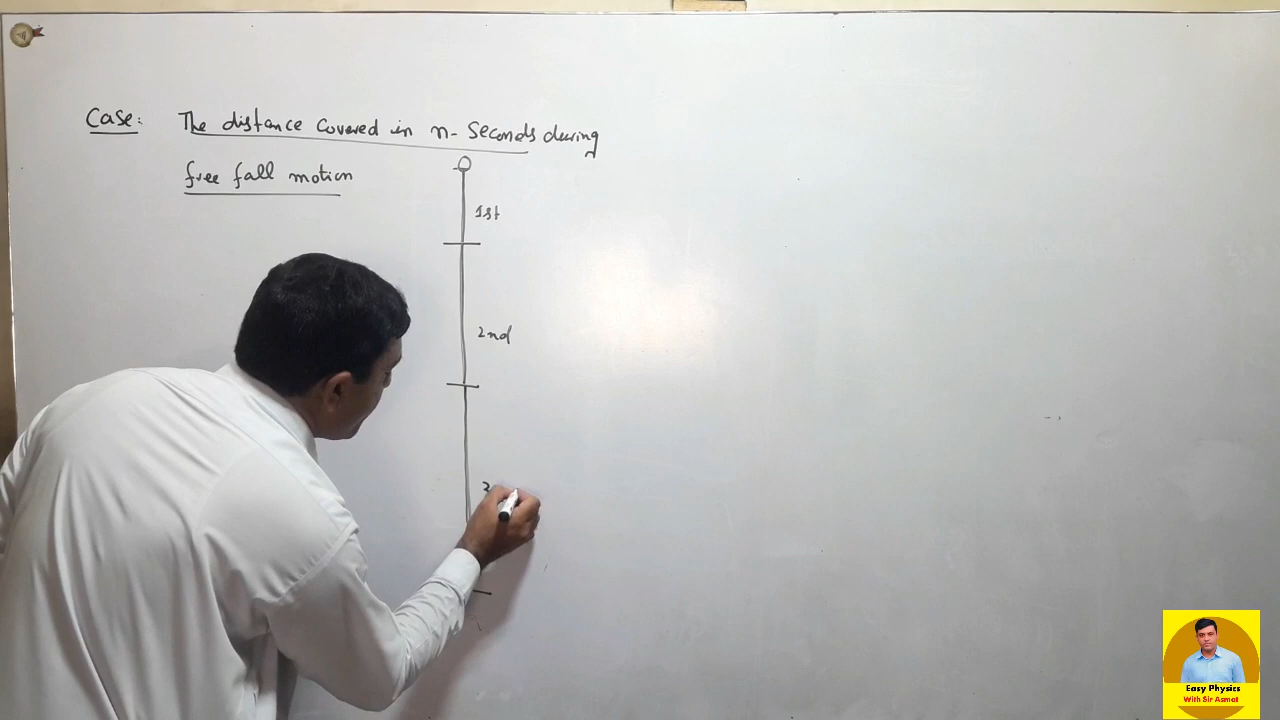 Case: The distance covered in n- seconds during
free fall motion
1st
2nd
Easy Physics
With Sir Asmat